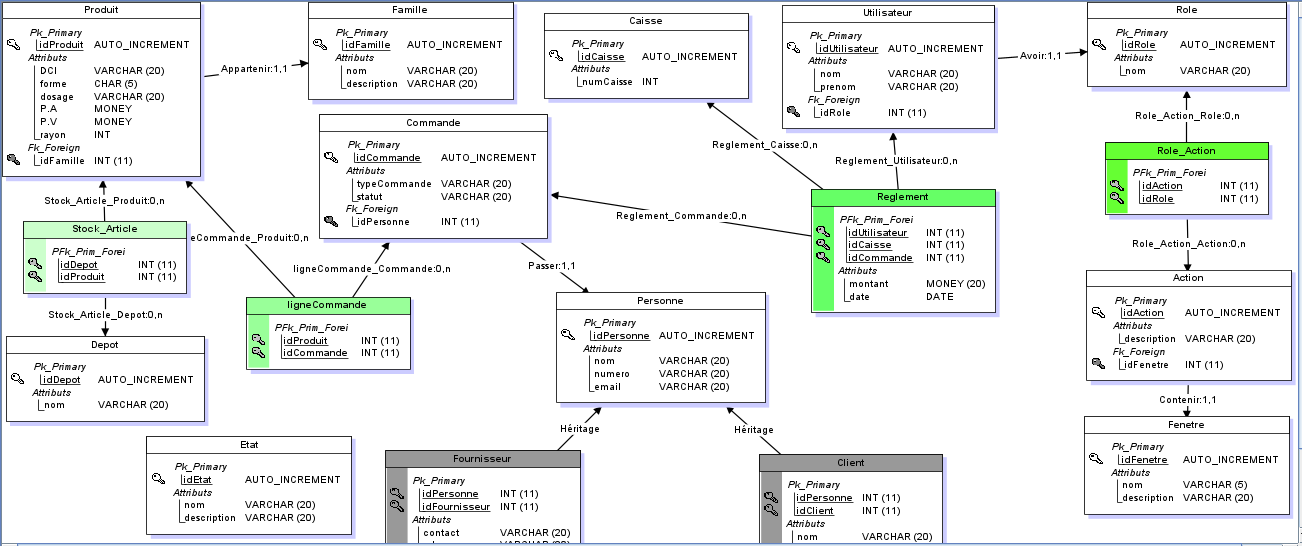 Produit
Pk_Primary
idProduit AUTO_INCREMENT
Attributs
DCI VARCHAR (20)
forme CHAR (5)
dosage VARCHAR (20)
P.A MONEY
P.V MONEY
rayon INT
Fk_Foreign
idFamille INT (11)
Appartenir:1,1
Famille
Pk_Primary
idFamille AUTO_INCREMENT
Attributs
nom VARCHAR (20)
description VARCHAR (20)
Caisse
Pk_Primary
idCaisse AUTO_INCREMENT
Attributs
numCaisse INT
Utilisateur
Pk_Primary
idUtilisateur AUTO_INCREMENT
Attributs
nom VARCHAR (20)
prenom VARCHAR (20)
Fk_Foreign
idRole INT (11)
Avoir:1,1
Role
Pk_Primary
idRole AUTO_INCREMENT
Attributs
nom VARCHAR (20)
Commande
Pk_Primary
idCommande AUTO_INCREMENT
Attributs
typeCommande VARCHAR (20)
statut VARCHAR (20)
Fk_Foreign
idPersonne INT (11)
Reglement_Caisse:0,n
Reglement_Utilisateur:0,n
Reglement_Commande:0,n
Role_Action_Role:0,n
Role_Action
PFk_Prim_Forei
idAction INT (11)
idRole INT (11)
Role_Action_Action:0,n
Stock_Article_Produit:0,n
Stock_Article
PFk_Prim_Forei
idDepot INT (11)
idProduit INT (11)
Stock_Article_Depot:0,n
eCommande_Produit:0,n
ligneCommande_Commande:0,n
Passer:1,1
Reglement
PFk_Prim_Forei
idUtilisateur INT (11)
idCaisse INT (11)
idCommande INT (11)
Attributs
montant MONEY (20)
date DATE
ligneCommande
PFk_Prim_Forei
idProduit INT (11)
idCommande INT (11)
Personne
Pk_Primary
idPersonne AUTO_INCREMENT
Attributs
nom VARCHAR (20)
numero VARCHAR (20)
email VARCHAR (20)
Action
Pk_Primary
idAction AUTO_INCREMENT
Attributs
description VARCHAR (20)
Fk_Foreign
idFenetre INT (11)
Contenir:1,1
Depot
Pk_Primary
idDepot AUTO_INCREMENT
Attributs
nom VARCHAR (20)
Héritage
Héritage
Etat
Pk_Primary
idEtat AUTO_INCREMENT
Attributs
nom VARCHAR (20)
description VARCHAR (20)
Fournisseur
Pk_Primary
idPersonne INT (11)
idFournisseur INT (11)
Attributs
contact VARCHAR (20)
Client
Pk_Primary
idPersonne INT (11)
idClient INT (11)
Attributs
nom VARCHAR (20)
Fenetre
Pk_Primary
idFenetre AUTO_INCREMENT
Attributs
nom VARCHAR (5)
description VARCHAR (20)